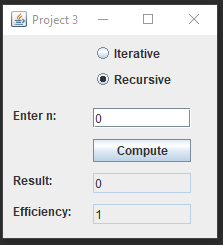 Project 3
Iterative
Recursive
Enter n: 0
Compute
Result: 0
Efficiency: 1